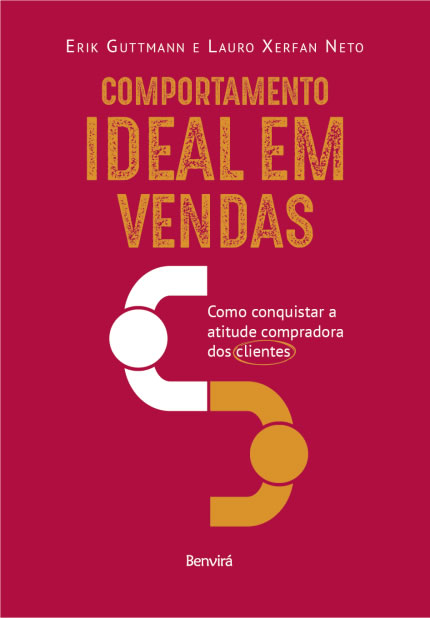 Erik Guttmann e Lauro Xerfan Neto
COMPORTAMENTO
IDEAL EM
VENDAS
Como conquistar a
atitude compradora
dos clientes
Benvirá